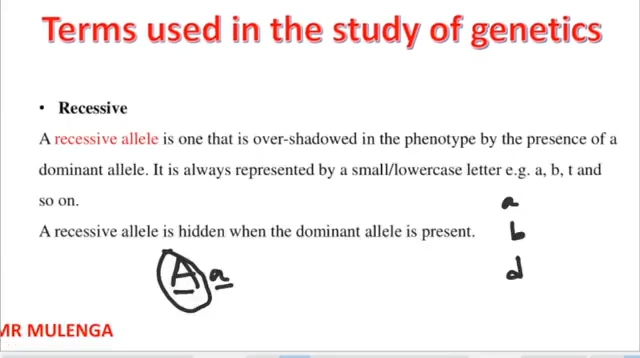 Terms used in the study of genetics
• Recessive
A recessive allele is one that is over-shadowed in the phenotype by the presence of a
dominant allele. It is always represented by a small/lowercase letter e.g. a, b, t and
so on.
a
A recessive allele is hidden when the dominant allele is present.
b
A a
d
MR MULENGA